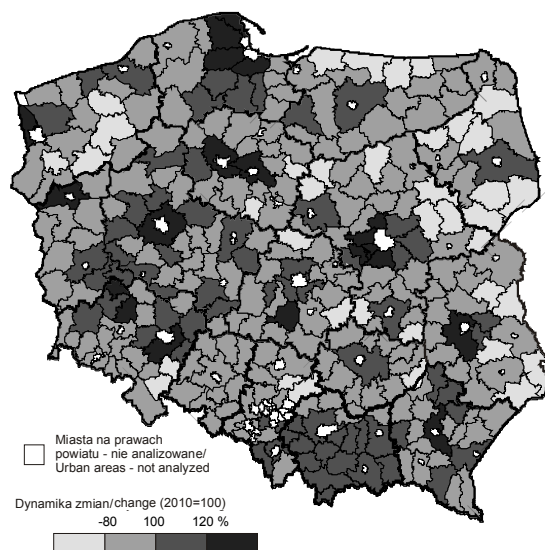 Miasta na prawach
powiatu - nie analizowane/
Urban areas - not analyzed
Dynamika zmian/change (2010=100)
-80 100 120 %